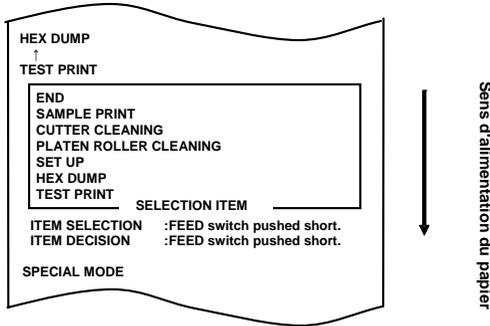 HEX DUMP
↑
TEST PRINT
END
SAMPLE PRINT
CUTTER CLEANING
PLATEN ROLLER CLEANING
SET UP
HEX DUMP
TEST PRINT
SELECTION ITEM
ITEM SELECTION :FEED switch pushed short.
ITEM DECISION :FEED switch pushed short.
SPECIAL MODE
Sens d'alimentation du papier